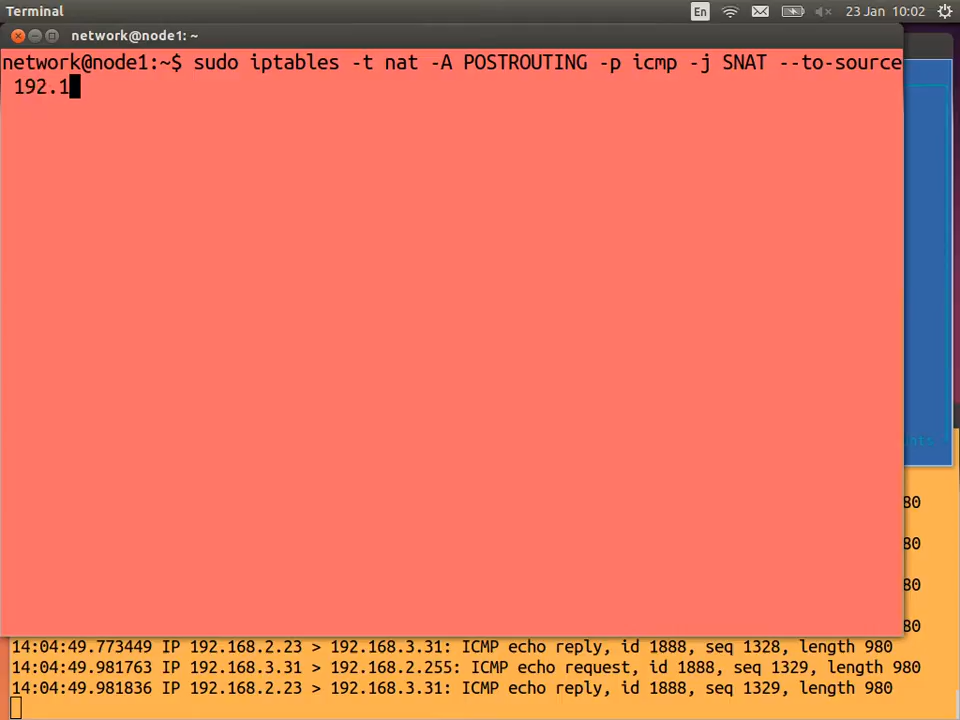 Terminal
En
23 Jan 10:02
network@node1: ~
network@node1:~$ sudo iptables -t nat -A POSTROUTING -p icmp -j SNAT --to-source
192.1
nts
80
80
80
80
14:04:49.773449 IP 192.168.2.23 > 192.168.3.31: ICMP echo reply, id 1888, seq 1328, length 980
14:04:49.981763 IP 192.168.3.31 > 192.168.2.255: ICMP echo request, id 1888, seq 1329, length 980
14:04:49.981836 IP 192.168.2.23 > 192.168.3.31: ICMP echo reply, id 1888, seq 1329, length 980